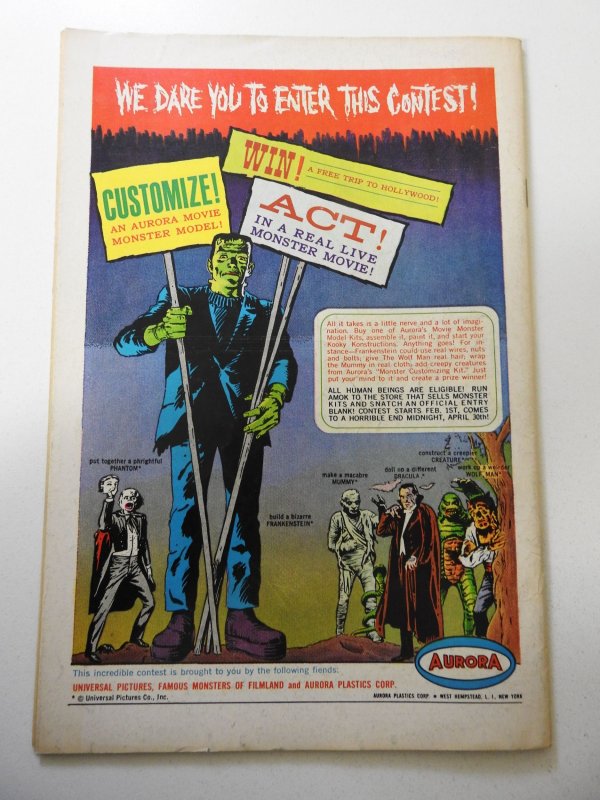 WE DARE YOU TO ENTER THIS CONTEST!
CUSTOMIZE!
AN AURORA MOVIE
MONSTER MODEL!
WIN! A FREE TRIP TO HOLLYWOOD!
ACT!
IN A REAL LIVE
MONSTER MOVIE!
All it takes is a little nerve and a lot of imagi-
nation. Buy one of Aurora's Movie Monster
Model Kits, assemble it, paint it, and start your
Kooky Konstructions. Anything goes! For in-
stance—Frankenstein could use real wires, nuts
and bolts; give The Wolf Man real hair; wrap
the Mummy in real cloth; add creepy creatures
from Aurora's "Monster Customizing Kit." Just
put your mind to it and create a prize winner!
ALL HUMAN BEINGS ARE ELIGIBLE! RUN
AMOK TO THE STORE THAT SELLS MONSTER
KITS AND SNATCH AN OFFICIAL ENTRY
BLANK! CONTEST STARTS FEB. 1ST, COMES
TO A HORRIBLE END MIDNIGHT, APRIL 30th!
put together a phrightful
PHANTOM*
build a bizarre
FRANKENSTEIN*
make a macabre
MUMMY*
doll up a different
DRACULA*
construct a creepier
CREATURE*
work up a weirder
WOLF MAN*
AURORA
This incredible contest is brought to you by the following fiends:
UNIVERSAL PICTURES, FAMOUS MONSTERS OF FILMLAND and AURORA PLASTICS CORP.
* © Universal Pictures Co., Inc.
AURORA PLASTICS CORP. • WEST HEMPSTEAD, L. I., NEW YORK